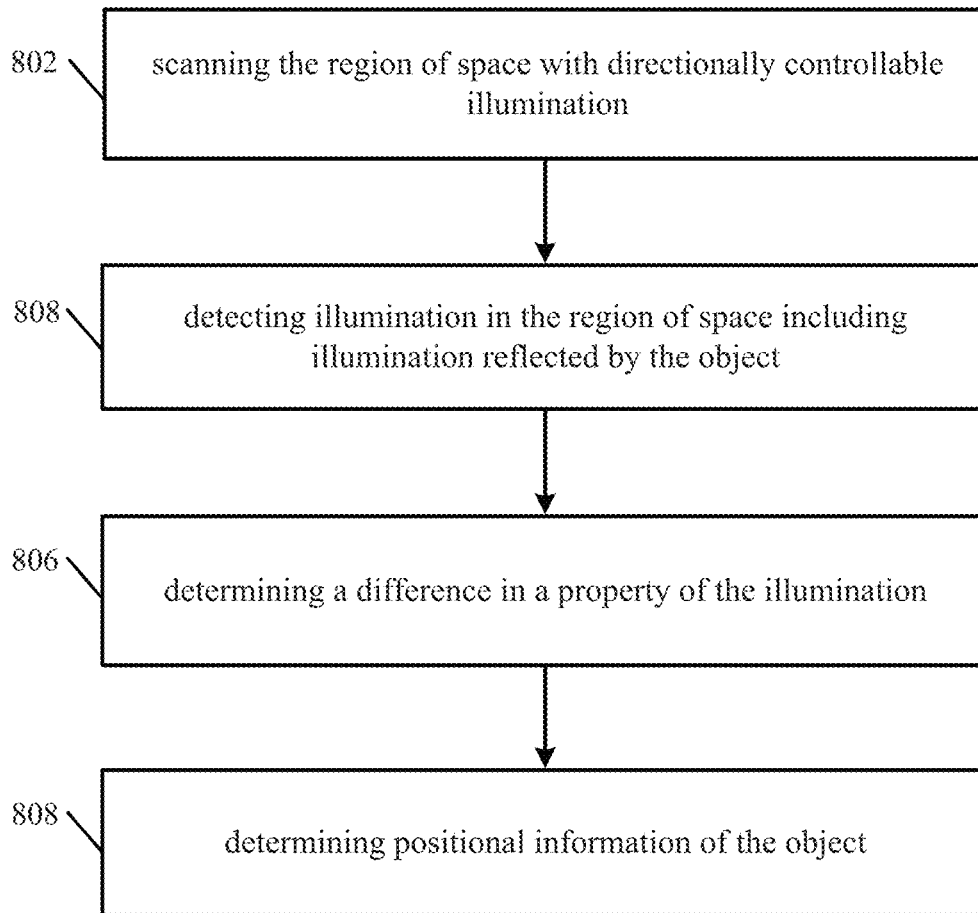 802
scanning the region of space with directionally controllable
illumination
808
detecting illumination in the region of space including
illumination reflected by the object
806
determining a difference in a property of the illumination
808
determining positional information of the object